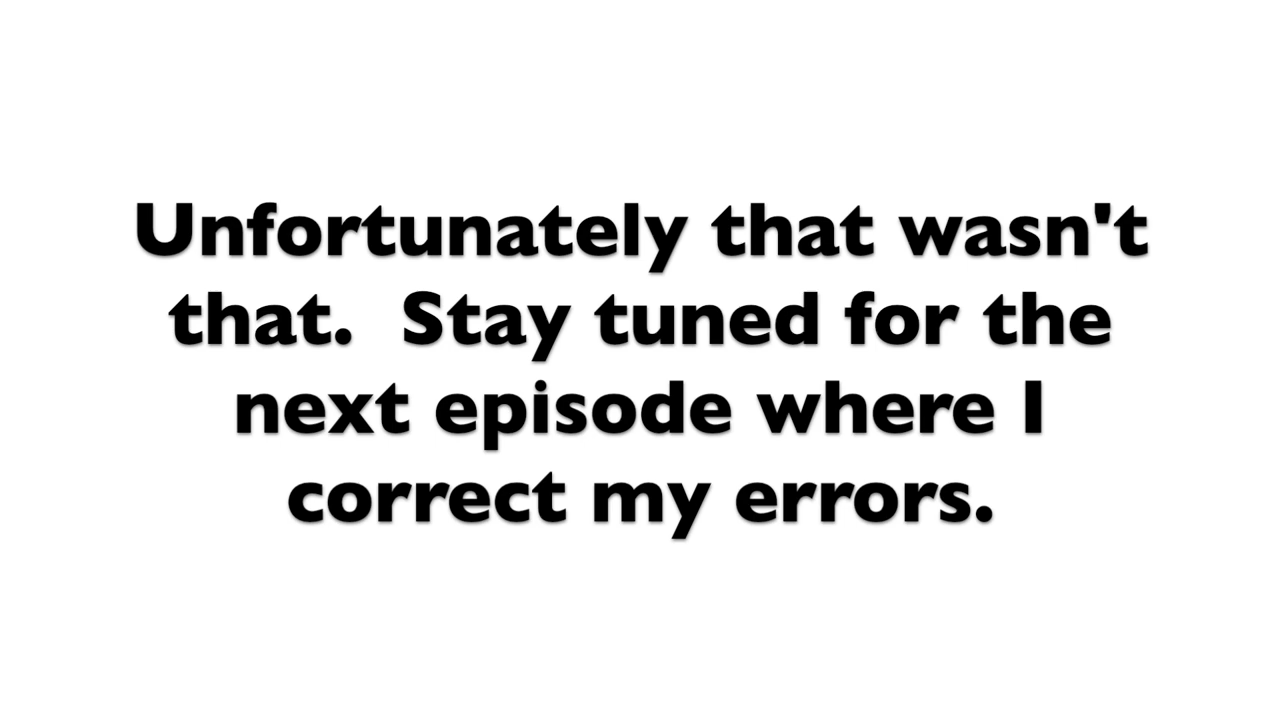 Unfortunately that wasn't
that.  Stay tuned for the
next episode where I
correct my errors.